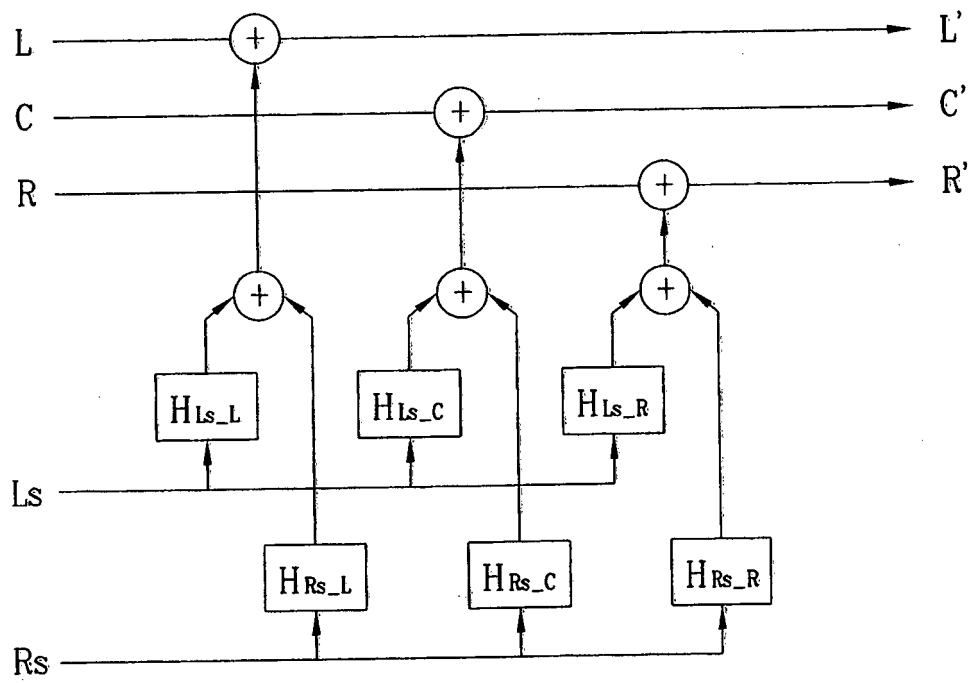 L + L'
C + C'
R + R'
+ + +
HLs_L HLs_C HLs_R
Ls
HRs_L HRs_C HRs_R
Rs